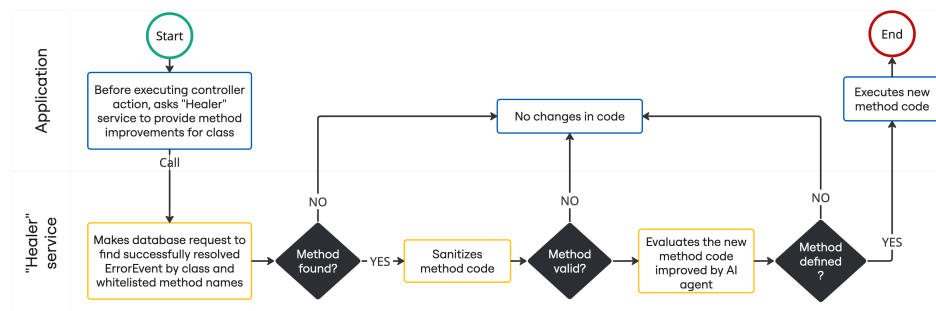 Application
Start
Before executing controller
action, asks "Healer"
service to provide method
improvements for class
Call
No changes in code
End
Executes new
method code
"Healer"
service
Makes database request to
find successfully resolved
ErrorEvent by class and
whitelisted method names
NO
Method
found?
YES
Sanitizes
method code
NO
Method
valid?
Evaluates the new
method code
improved by AI
agent
NO
Method
defined
?
YES